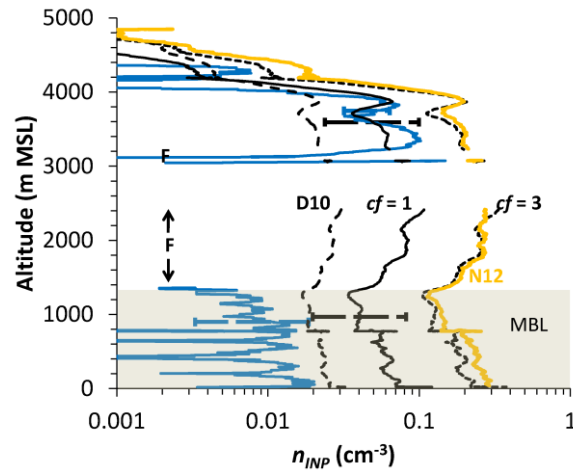 5000
4000
3000
2000
1000
0
Altitude (m MSL)
F
F
D10
cf = 1
cf = 3
N12
MBL
0.001
0.01
0.1
1
nINP (cm-3)